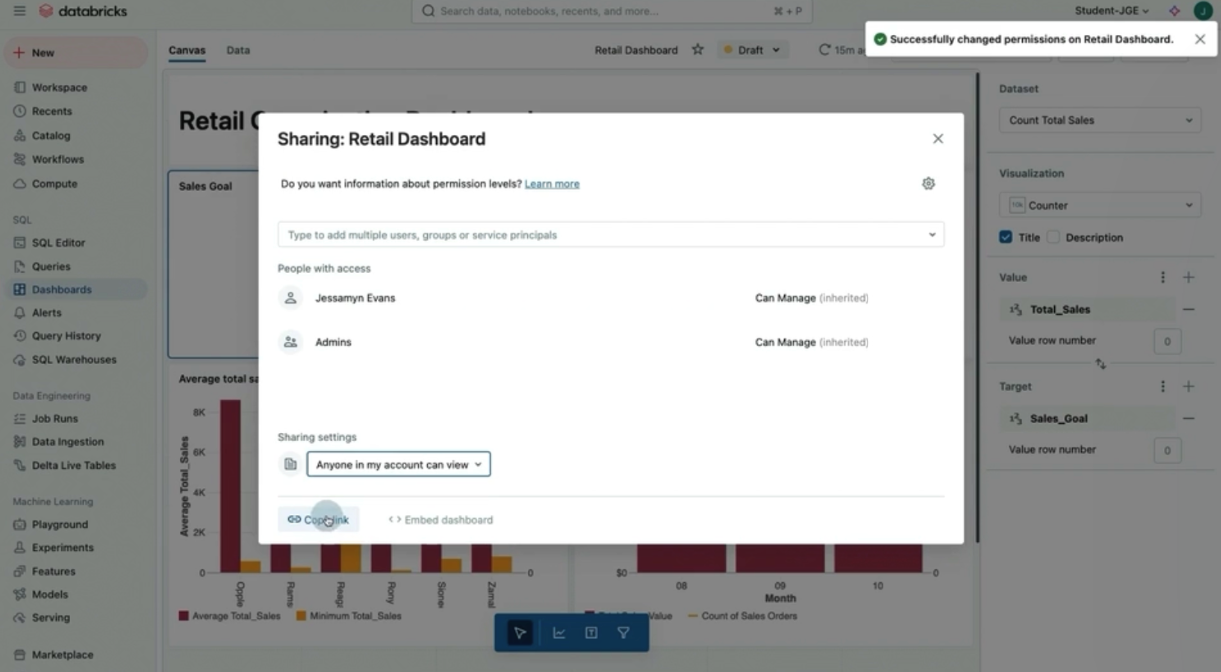 databricks
Search data, notebooks, recents, and more...
⌘ + P
Student-JGE
J
Successfully changed permissions on Retail Dashboard.
New
Workspace
Recents
Catalog
Workflows
Compute
SQL
SQL Editor
Queries
Dashboards
Alerts
Query History
SQL Warehouses
Data Engineering
Job Runs
Data Ingestion
Delta Live Tables
Machine Learning
Playground
Experiments
Features
Models
Serving
Marketplace
Canvas
Data
Retail Dashboard
Draft
15m
Retail
Sales Goal
Sharing: Retail Dashboard
Do you want information about permission levels? Learn more
Type to add multiple users, groups or service principals
People with access
Jessamyn Evans
Can Manage (inherited)
Admins
Can Manage (inherited)
Sharing settings
Anyone in my account can view
Copy link
Embed dashboard
Average total
8K
6K
4K
2K
0
Average Total_Sales
0
Average Total_Sales
Minimum Total_Sales
$0
08
09
10
0
Month
Value
Count of Sales Orders
Dataset
Count Total Sales
Visualization
Counter
Title
Description
Value
Total_Sales
Value row number
0
Target
Sales_Goal
Value row number
0